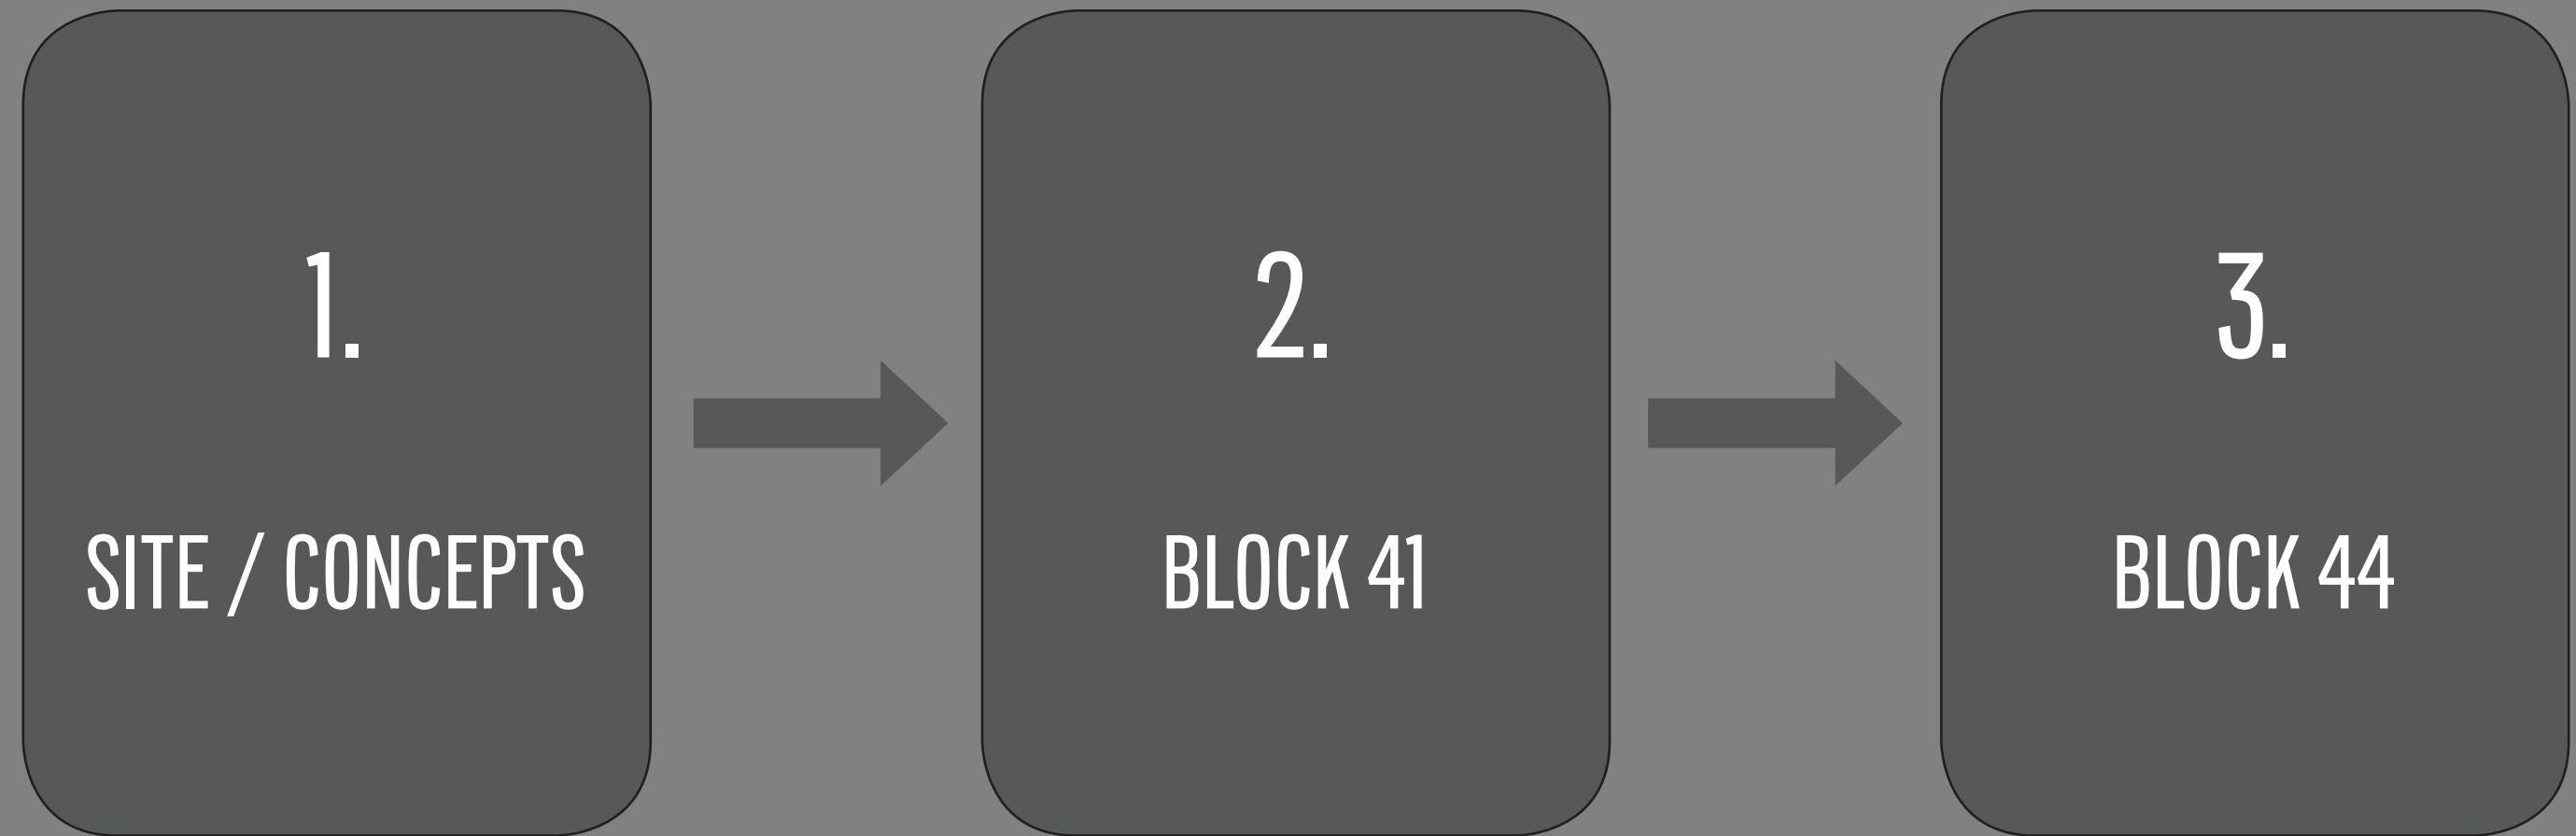 1.
SITE / CONCEPTS
2.
BLOCK 41
3.
BLOCK 44